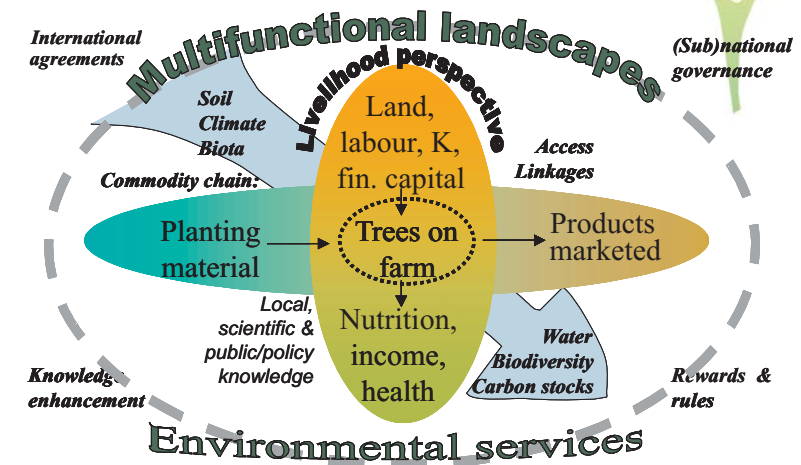 Multifunctional landscapes
International
agreements
(Sub)national
governance
Livelihood perspective
Soil
Climate
Biota
Land,
labour, K,
fin. capital
Access
Linkages
Commodity chain:
Planting
material
Trees on
farm
Products
marketed
Local,
scientific &
public/policy
knowledge
Nutrition,
income,
health
Water
Biodiversity
Carbon stocks
Knowledge
enhancement
Rewards &
rules
Environmental services